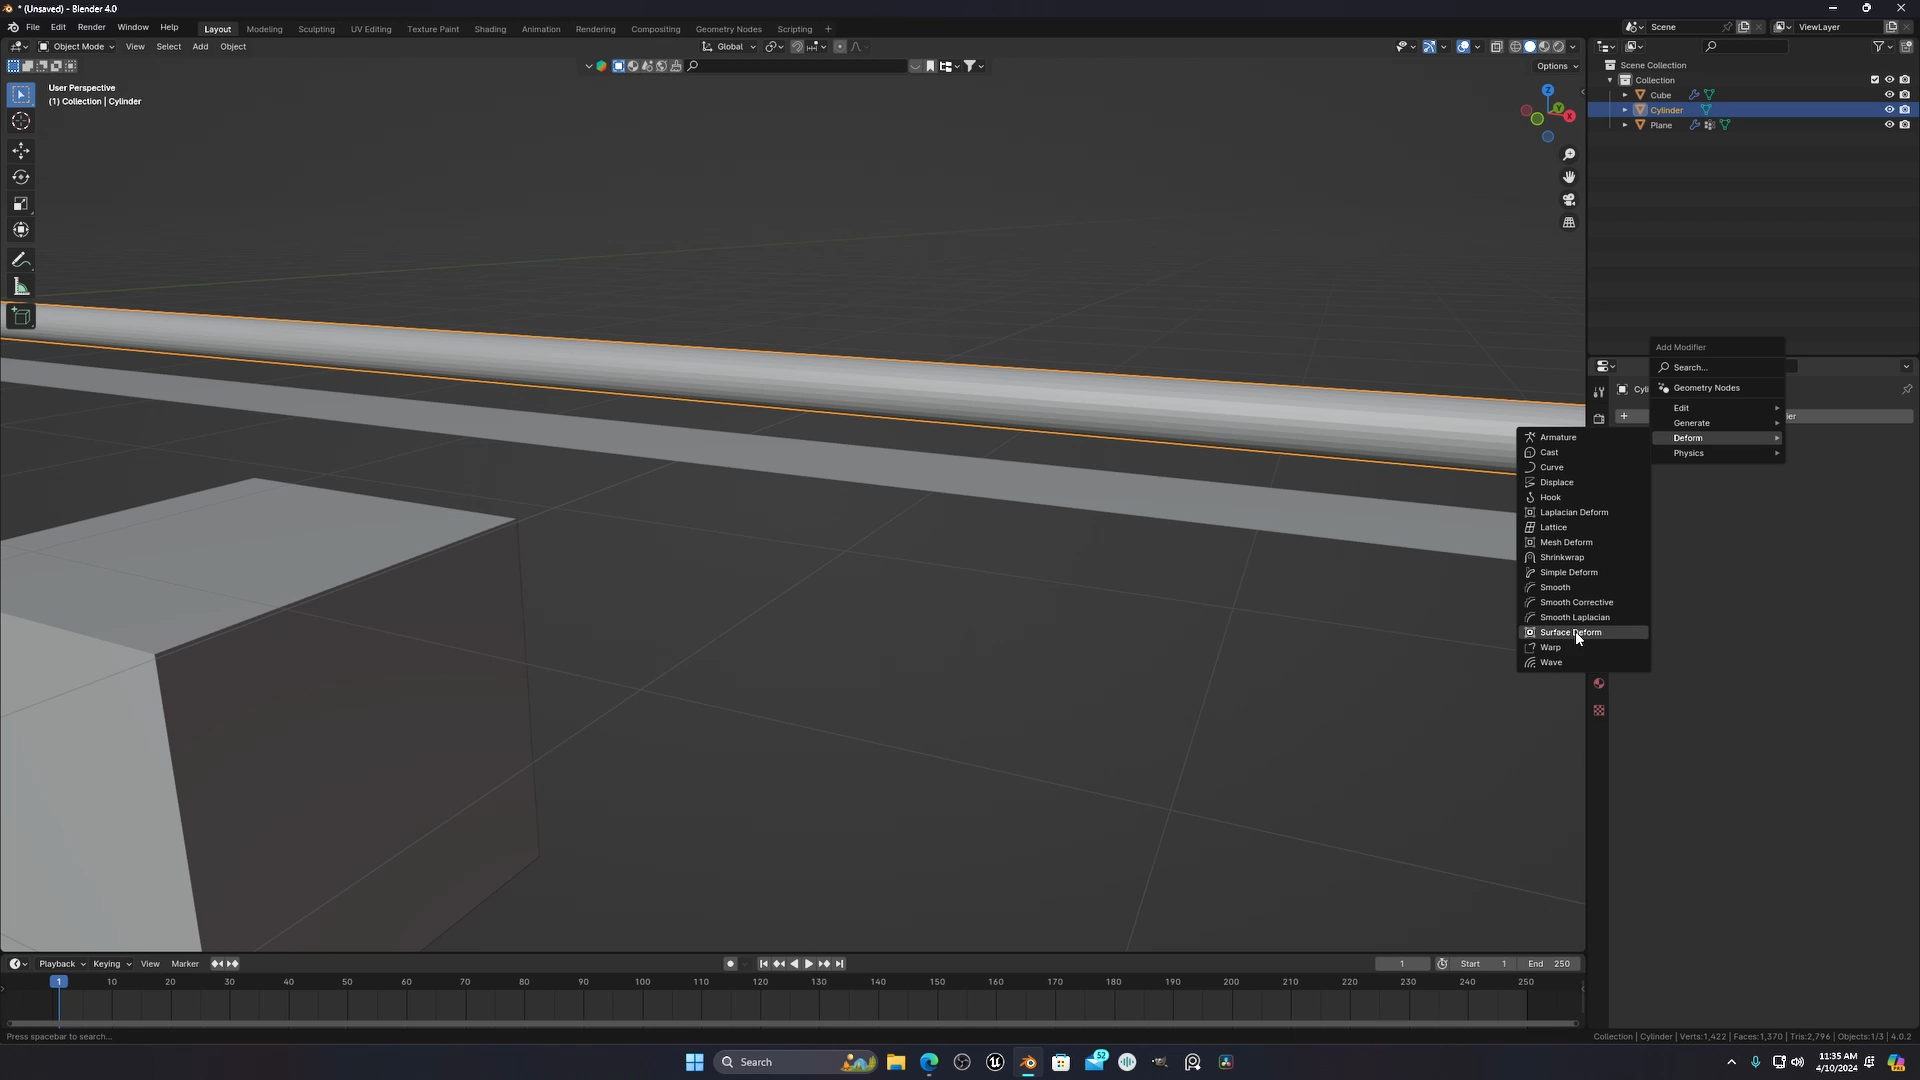 * (Unsaved) - Blender 4.0
File Edit Render Window Help Layout Modeling Sculpting UV Editing Texture Paint Shading Animation Rendering Compositing Geometry Nodes Scripting + Scene ViewLayer
Object Mode View Select Add Object Global
Options
User Perspective
(1) Collection | Cylinder
Z
Y
X
Scene Collection
Collection
Cube
Cylinder
Plane
Add Modifier
Search...
Geometry Nodes
Edit
Generate
Deform
Physics
Cyli
ier
Armature
Cast
Curve
Displace
Hook
Laplacian Deform
Lattice
Mesh Deform
Shrinkwrap
Simple Deform
Smooth
Smooth Corrective
Smooth Laplacian
Surface Deform
Warp
Wave
Playback Keying View Marker 1 Start 1 End 250
1 10 20 30 40 50 60 70 80 90 100 110 120 130 140 150 160 170 180 190 200 210 220 230 240 250
Press spacebar to search...
Collection | Cylinder | Verts:1,422 | Faces:1,370 | Tris:2,796 | Objects:1/3 | 4.0.2
Search
52
11:35 AM
4/10/2024